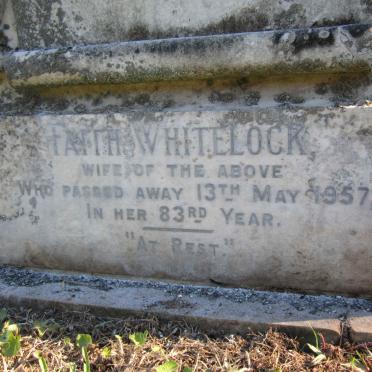 FAITH WHITELOCK
WIFE OF THE ABOVE
WHO PASSED AWAY 13TH MAY 1957
IN HER 83RD YEAR.
"AT REST"